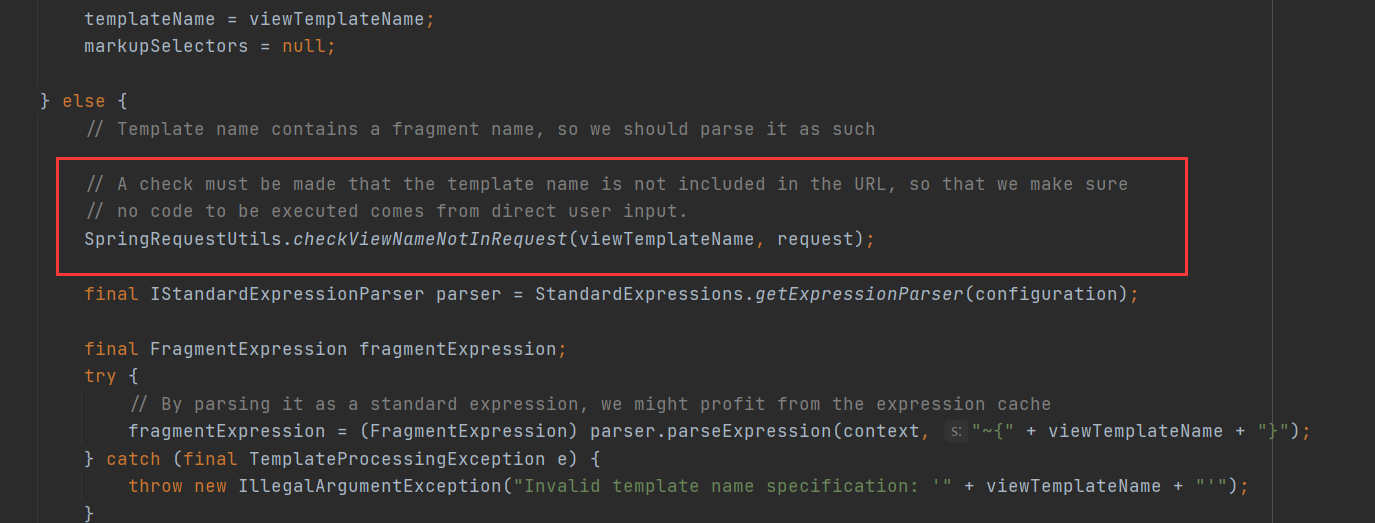 templateName = viewTemplateName;
markupSelectors = null;
} else {
// Template name contains a fragment name, so we should parse it as such
// A check must be made that the template name is not included in the URL, so that we make sure
// no code to be executed comes from direct user input.
SpringRequestUtils.checkViewNameNotInRequest(viewTemplateName, request);
final IStandardExpressionParser parser = StandardExpressions.getExpressionParser(configuration);
final FragmentExpression fragmentExpression;
try {
// By parsing it as a standard expression, we might profit from the expression cache
fragmentExpression = (FragmentExpression) parser.parseExpression(context, s: "~{" + viewTemplateName + "}");
} catch (final TemplateProcessingException e) {
throw new IllegalArgumentException("Invalid template name specification: '" + viewTemplateName + "'");
}